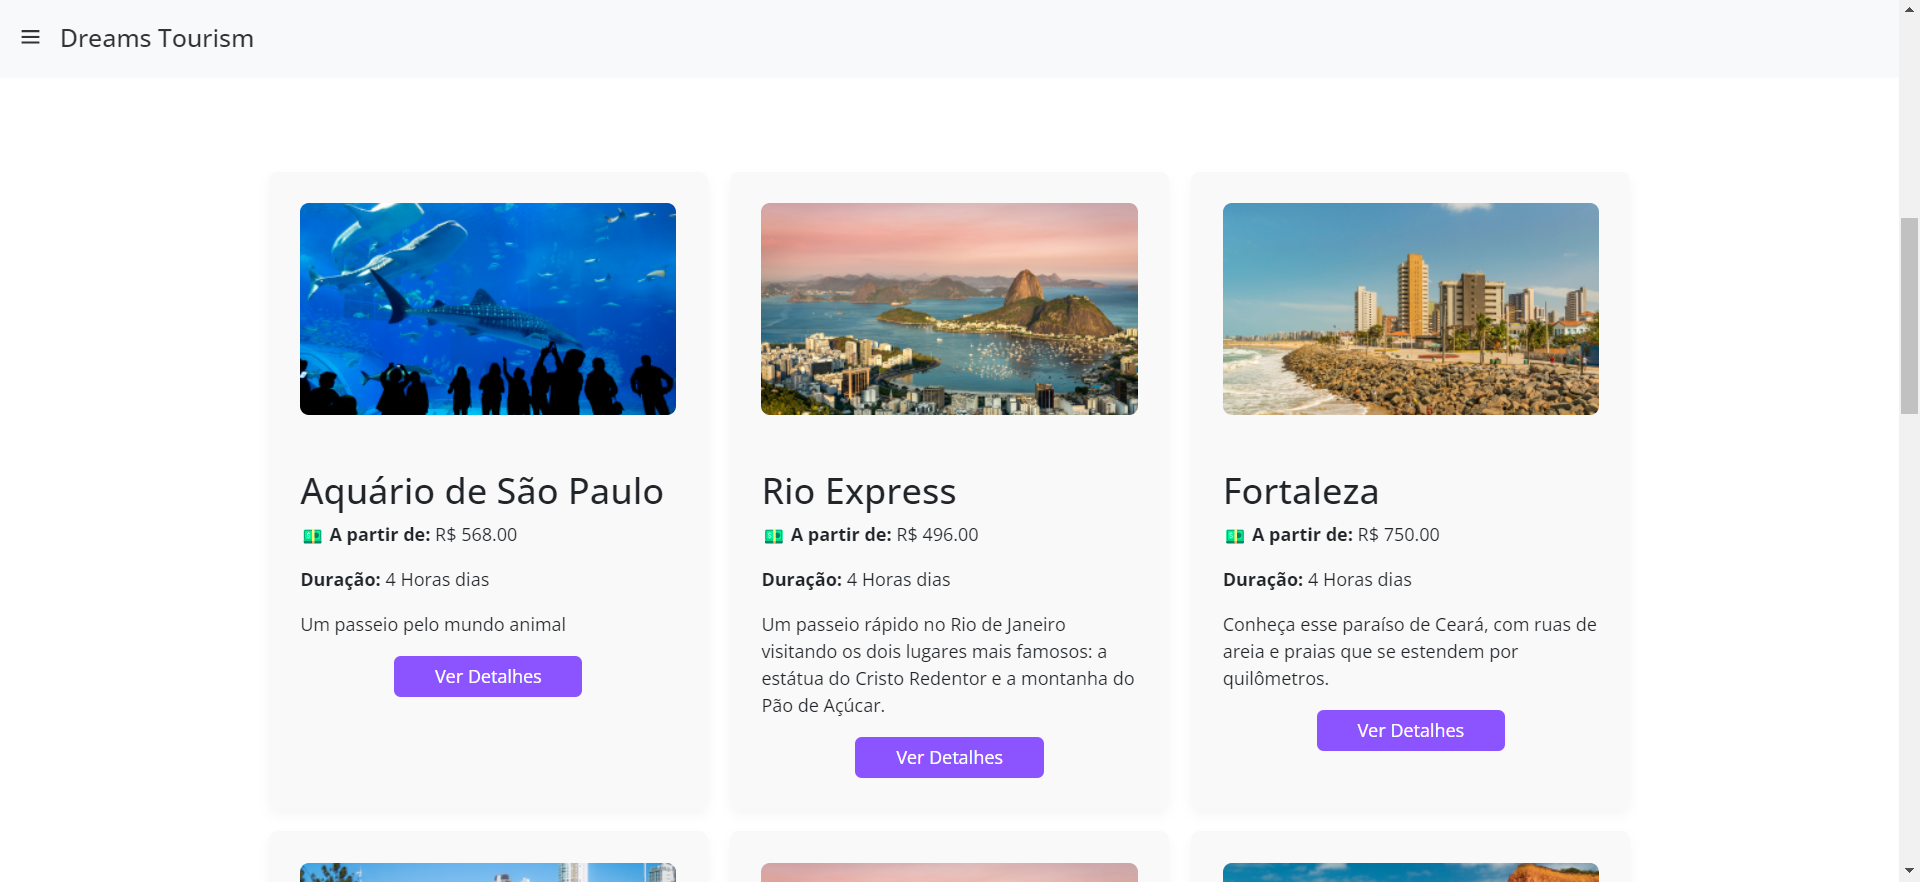 Dreams Tourism
Aquário de São Paulo
A partir de: R$ 568.00
Duração: 4 Horas dias
Um passeio pelo mundo animal
Ver Detalhes
Rio Express
A partir de: R$ 496.00
Duração: 4 Horas dias
Um passeio rápido no Rio de Janeiro
visitando os dois lugares mais famosos: a
estátua do Cristo Redentor e a montanha do
Pão de Açúcar.
Ver Detalhes
Fortaleza
A partir de: R$ 750.00
Duração: 4 Horas dias
Conheça esse paraíso de Ceará, com ruas de
areia e praias que se estendem por
quilômetros.
Ver Detalhes